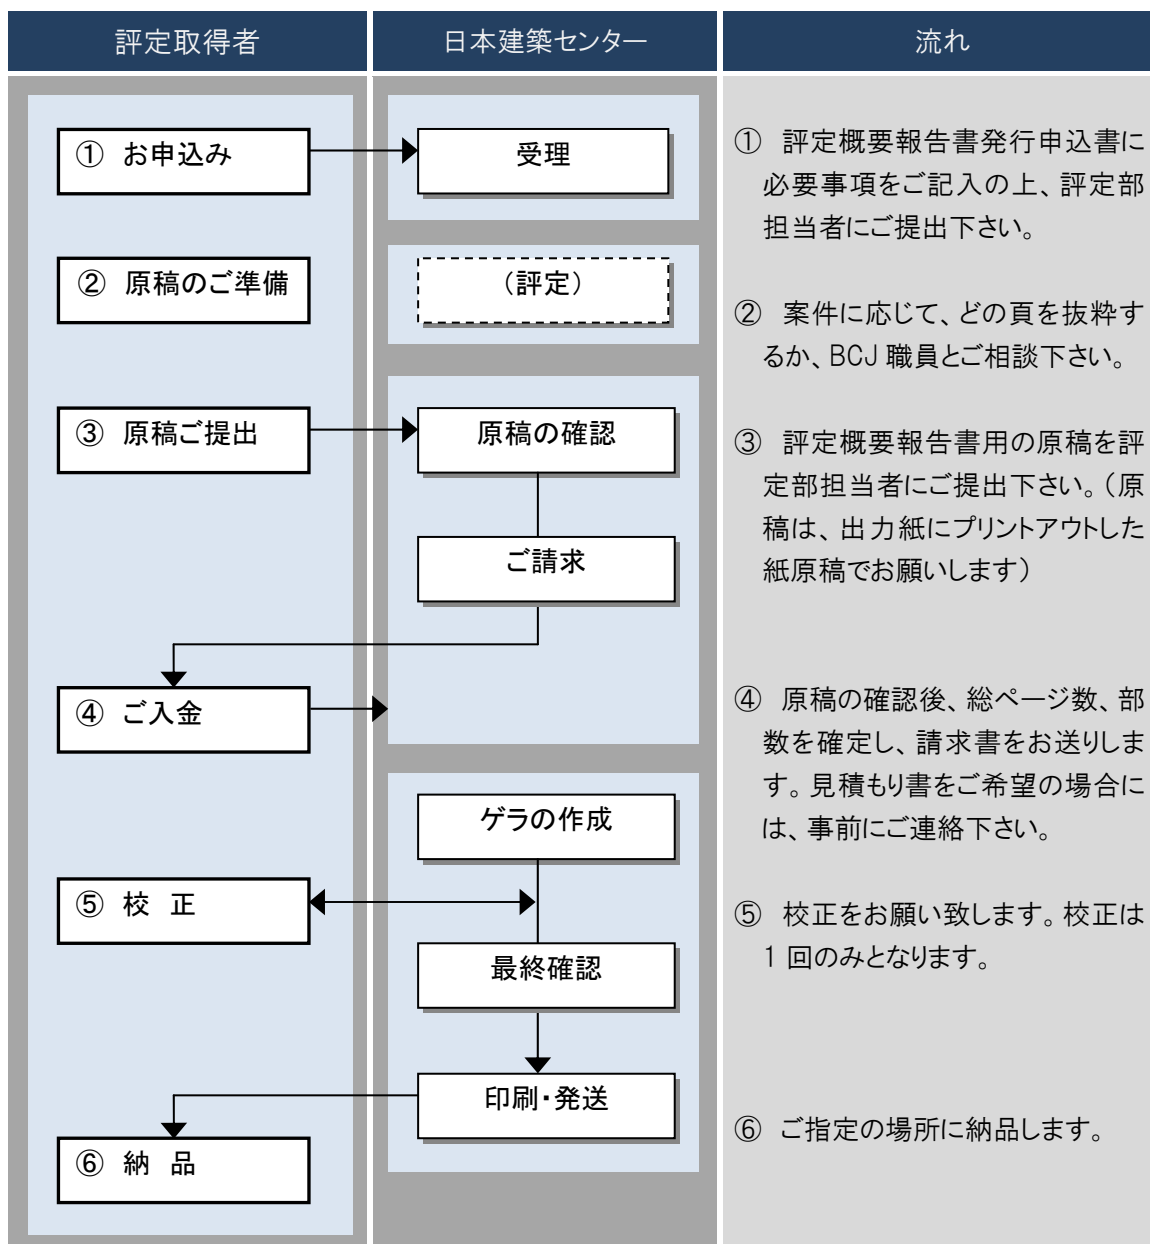 評定取得者
日本建築センター
流れ
① お申込み
受理
① 評定概要報告書発行申込書に
必要事項をご記入の上、評定部
担当者にご提出下さい。
② 原稿のご準備
（評定）
② 案件に応じて、どの頁を抜粋す
るか、BCJ 職員とご相談下さい。
③ 原稿ご提出
原稿の確認
③ 評定概要報告書用の原稿を評
定部担当者にご提出下さい。（原
稿は、出力紙にプリントアウトした
紙原稿でお願いします）
ご請求
④ ご入金
④ 原稿の確認後、総ページ数、部
数を確定し、請求書をお送りしま
す。見積もり書をご希望の場合に
は、事前にご連絡下さい。
ゲラの作成
⑤ 校 正
⑤ 校正をお願い致します。校正は
1 回のみとなります。
最終確認
印刷・発送
⑥ 納 品
⑥ ご指定の場所に納品します。